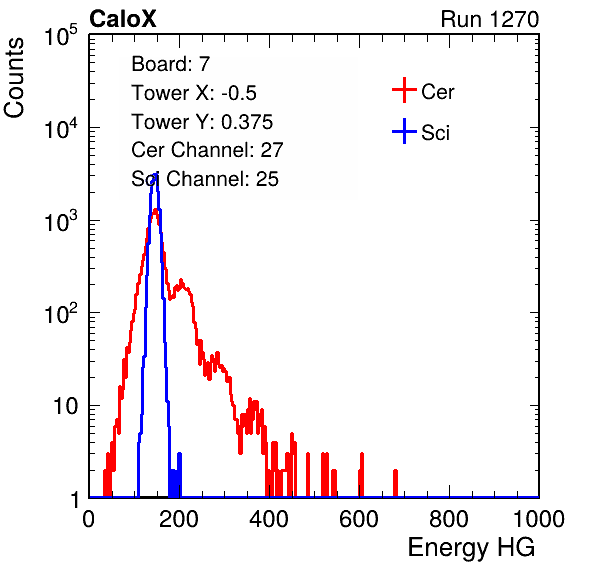 CaloX Run 1270
Counts
Board: 7
Tower X: -0.5
Tower Y: 0.375
Cer Channel: 27
Sci Channel: 25
Cer
Sci
10^5
10^4
10^3
10^2
10
1
0 200 400 600 800 1000
Energy HG